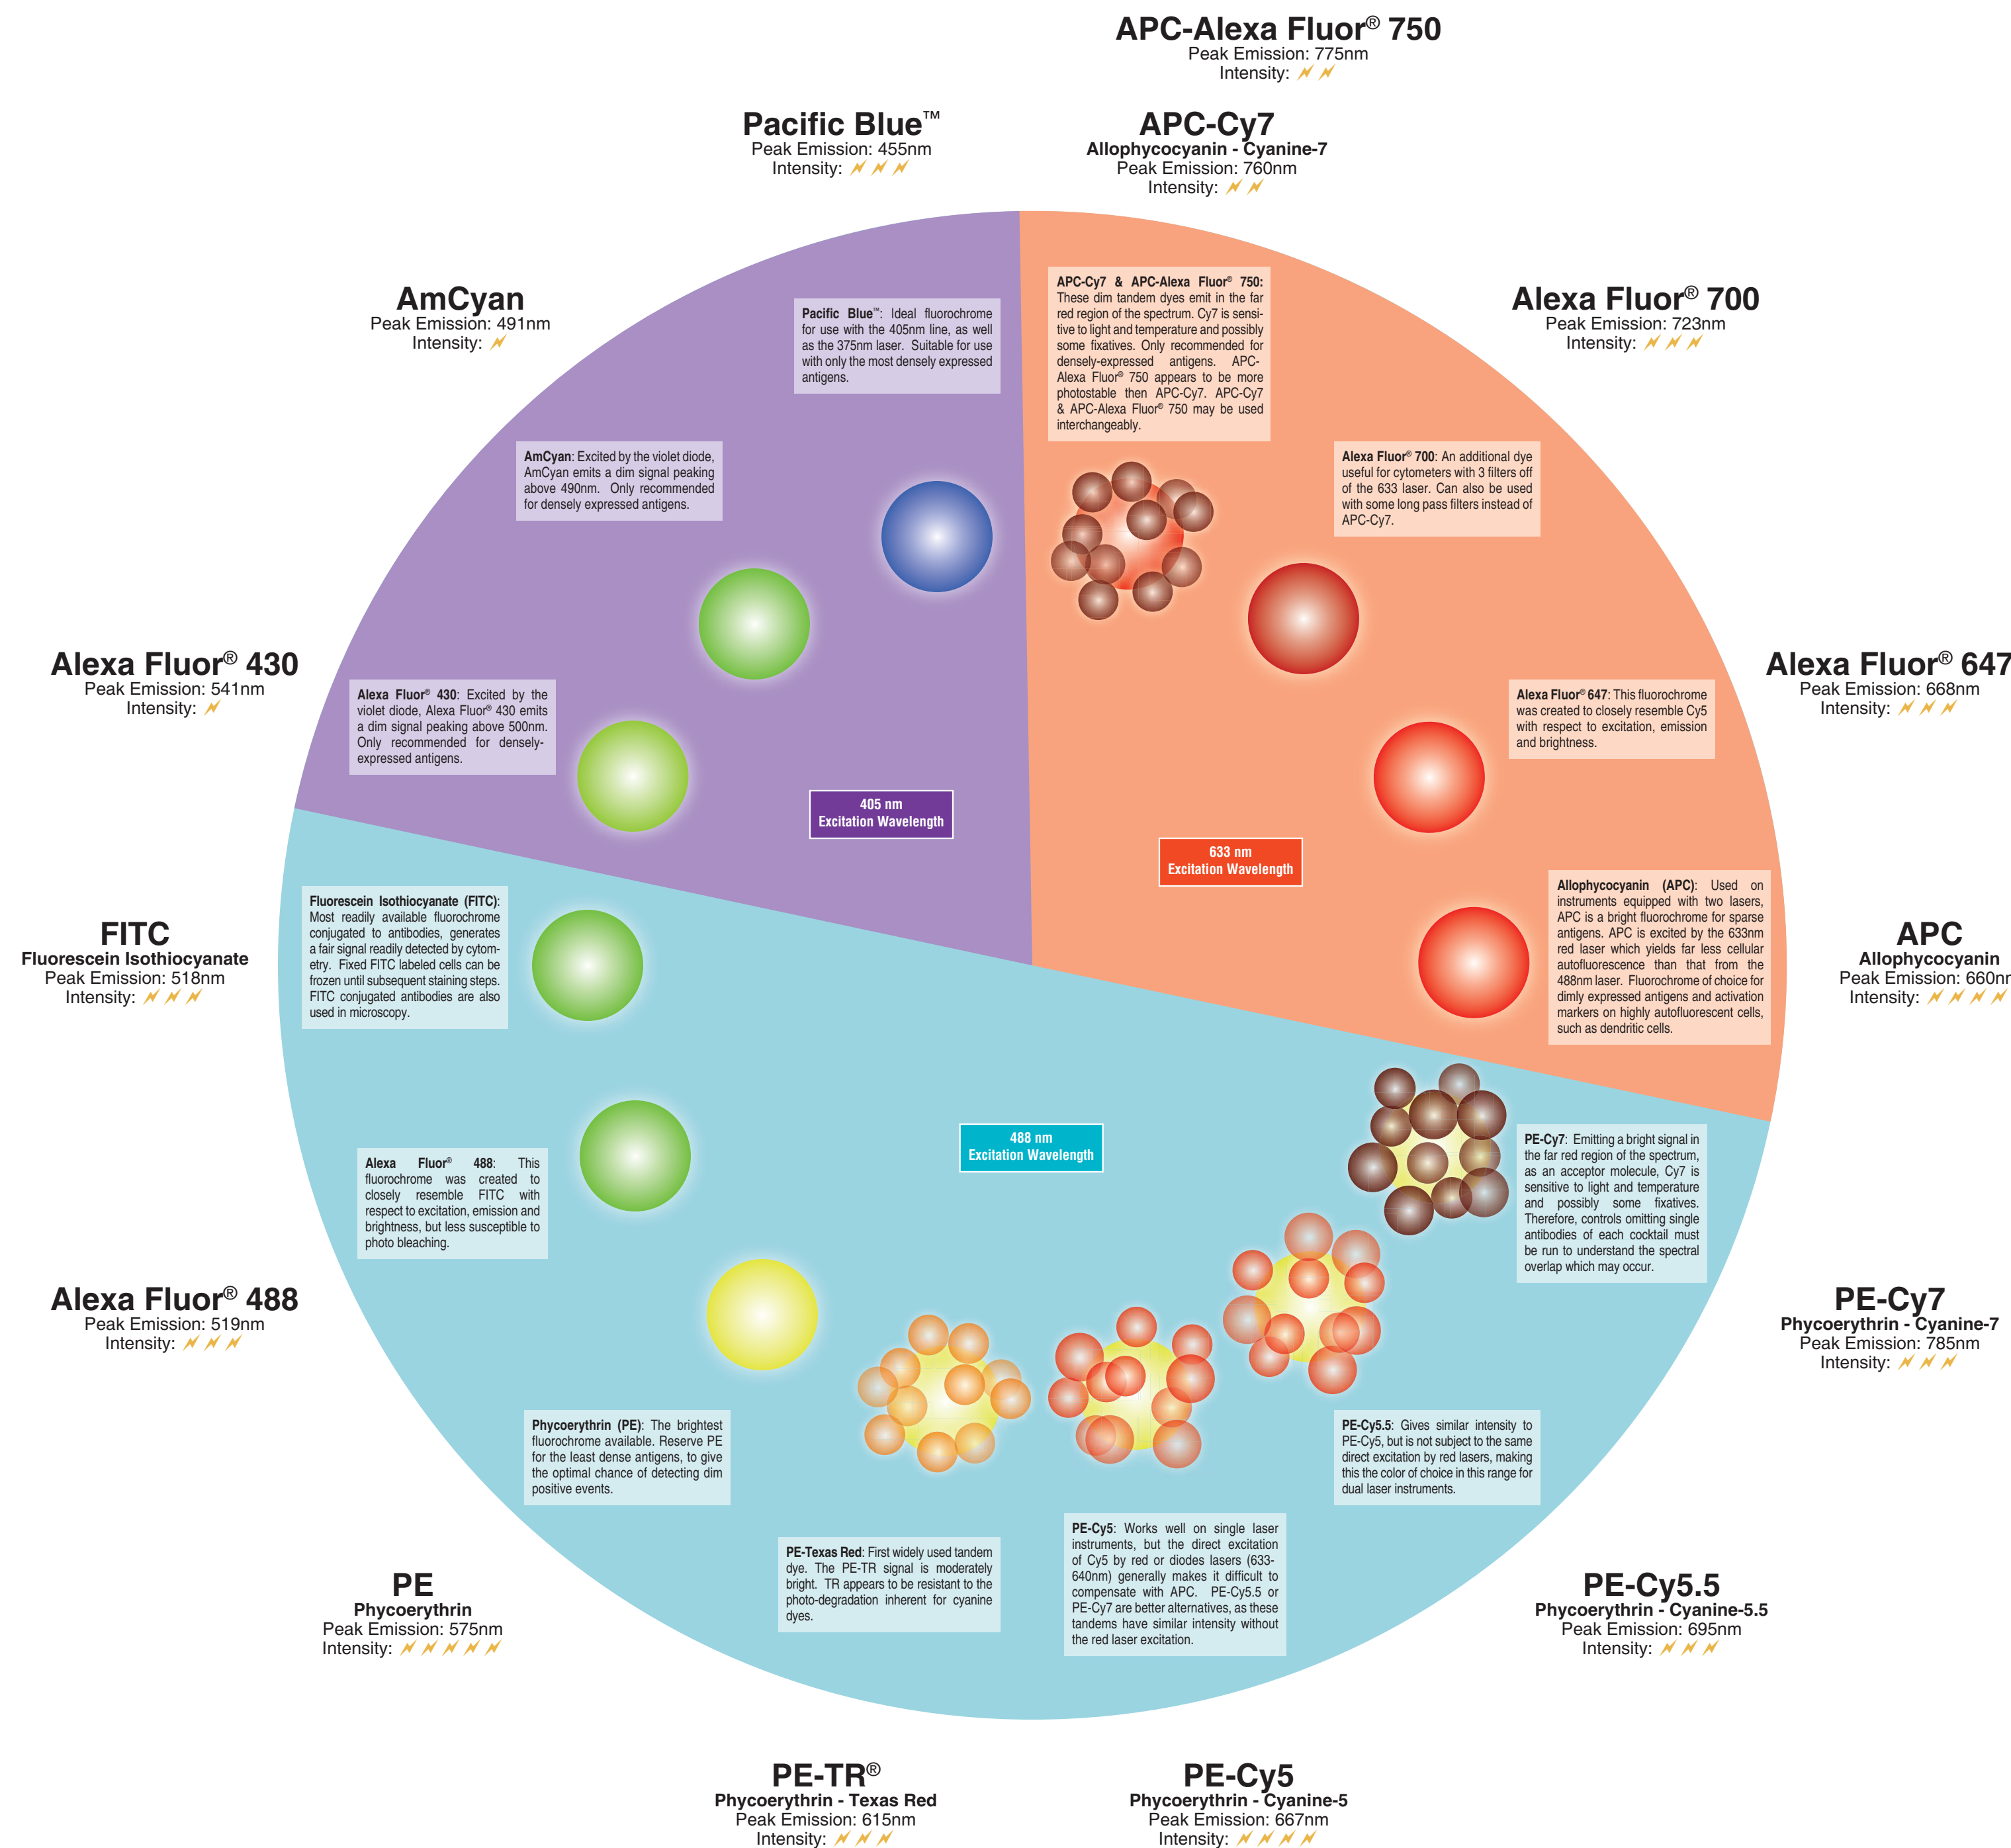 APC-Alexa Fluor® 750
Peak Emission: 775nm
Intensity:
Pacific Blue™
Peak Emission: 455nm
Intensity:
APC-Cy7
Allophycocyanin - Cyanine-7
Peak Emission: 760nm
Intensity:
AmCyan
Peak Emission: 491nm
Intensity:
Alexa Fluor® 700
Peak Emission: 723nm
Intensity:
Pacific Blue™: Ideal fluorochrome
for use with the 405nm line, as well
as the 375nm laser. Suitable for use
with only the most densely expressed
antigens.
APC-Cy7 & APC-Alexa Fluor® 750:
These dim tandem dyes emit in the far
red region of the spectrum. Cy7 is sensi-
tive to light and temperature and possibly
some fixatives. Only recommended for
densely-expressed antigens. APC-
Alexa Fluor® 750 appears to be more
photostable then APC-Cy7. APC-Cy7
& APC-Alexa Fluor® 750 may be used
interchangeably.
AmCyan: Excited by the violet diode,
AmCyan emits a dim signal peaking
above 490nm. Only recommended
for densely expressed antigens.
Alexa Fluor® 700: An additional dye
useful for cytometers with 3 filters off
of the 633 laser. Can also be used
with some long pass filters instead of
APC-Cy7.
Alexa Fluor® 430
Peak Emission: 541nm
Intensity:
Alexa Fluor® 647
Peak Emission: 668nm
Intensity:
Alexa Fluor® 430: Excited by the
violet diode, Alexa Fluor® 430 emits
a dim signal peaking above 500nm.
Only recommended for densely-
expressed antigens.
Alexa Fluor® 647: This fluorochrome
was created to closely resemble Cy5
with respect to excitation, emission
and brightness.
405 nm
Excitation Wavelength
633 nm
Excitation Wavelength
FITC
Fluorescein Isothiocyanate
Peak Emission: 518nm
Intensity:
Fluorescein Isothiocyanate (FITC):
Most readily available fluorochrome
conjugated to antibodies, generates
a fair signal readily detected by cytom-
etry. Fixed FITC labeled cells can be
frozen until subsequent staining steps.
FITC conjugated antibodies are also
used in microscopy.
Allophycocyanin (APC): Used on
instruments equipped with two lasers,
APC is a bright fluorochrome for sparse
antigens. APC is excited by the 633nm
red laser which yields far less cellular
autofluorescence than that from the
488nm laser. Fluorochrome of choice for
dimly expressed antigens and activation
markers on highly autofluorescent cells,
such as dendritic cells.
APC
Allophycocyanin
Peak Emission: 660n
Intensity:
488 nm
Excitation Wavelength
Alexa Fluor® 488: This
fluorochrome was created to
closely resemble FITC with
respect to excitation, emission and
brightness, but less susceptible to
photo bleaching.
PE-Cy7: Emitting a bright signal in
the far red region of the spectrum,
as an acceptor molecule, Cy7 is
sensitive to light and temperature
and possibly some fixatives.
Therefore, controls omitting single
antibodies of each cocktail must
be run to understand the spectral
overlap which may occur.
Alexa Fluor® 488
Peak Emission: 519nm
Intensity:
PE-Cy7
Phycoerythrin - Cyanine-7
Peak Emission: 785nm
Intensity:
Phycoerythrin (PE): The brightest
fluorochrome available. Reserve PE
for the least dense antigens, to give
the optimal chance of detecting dim
positive events.
PE-Cy5.5: Gives similar intensity to
PE-Cy5, but is not subject to the same
direct excitation by red lasers, making
this the color of choice in this range for
dual laser instruments.
PE-Texas Red: First widely used tandem
dye. The PE-TR signal is moderately
bright. TR appears to be resistant to the
photo-degradation inherent for cyanine
dyes.
PE-Cy5: Works well on single laser
instruments, but the direct excitation
of Cy5 by red or diodes lasers (633-
640nm) generally makes it difficult to
compensate with APC. PE-Cy5.5 or
PE-Cy7 are better alternatives, as these
tandems have similar intensity without
the red laser excitation.
PE
Phycoerythrin
Peak Emission: 575nm
Intensity:
PE-Cy5.5
Phycoerythrin - Cyanine-5.5
Peak Emission: 695nm
Intensity:
PE-TR®
Phycoerythrin - Texas Red
Peak Emission: 615nm
Intensity:
PE-Cy5
Phycoerythrin - Cyanine-5
Peak Emission: 667nm
Intensity: